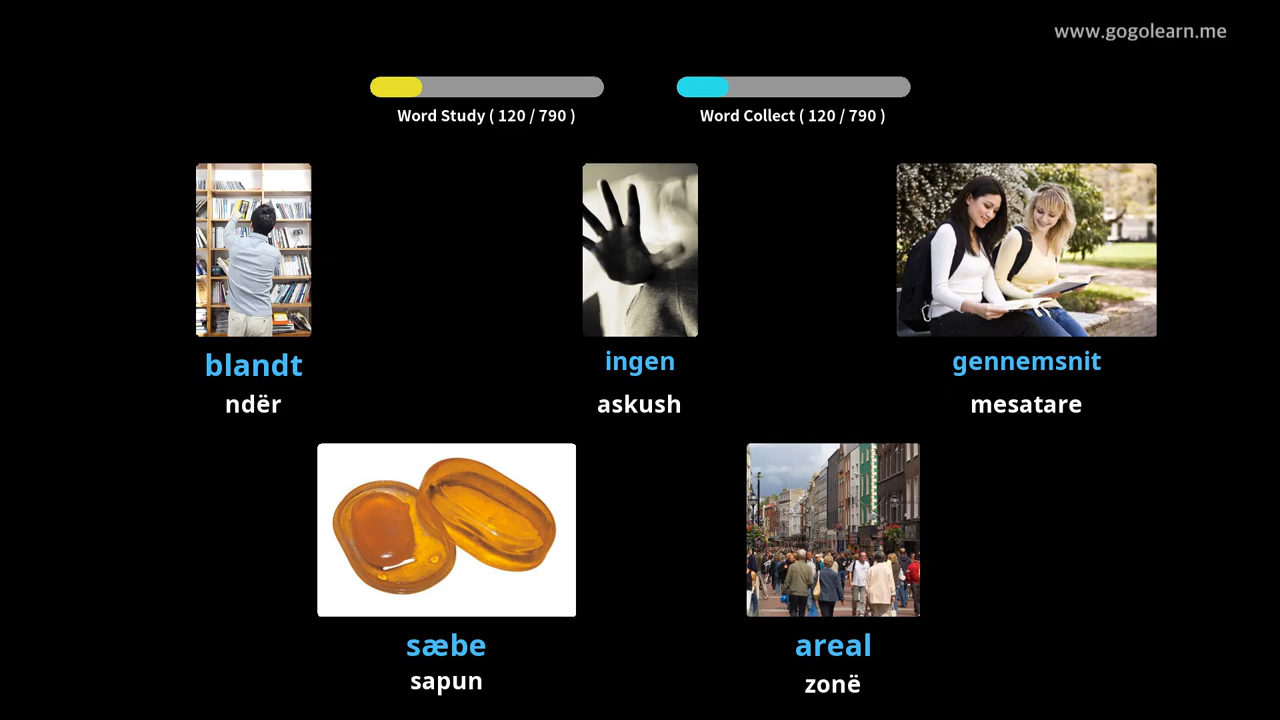 www.gogolearn.me
Word Study ( 120 / 790 )
Word Collect ( 120 / 790 )
blandt
ndër
ingen
askush
gennemsnit
mesatare
sæbe
sapun
areal
zonë